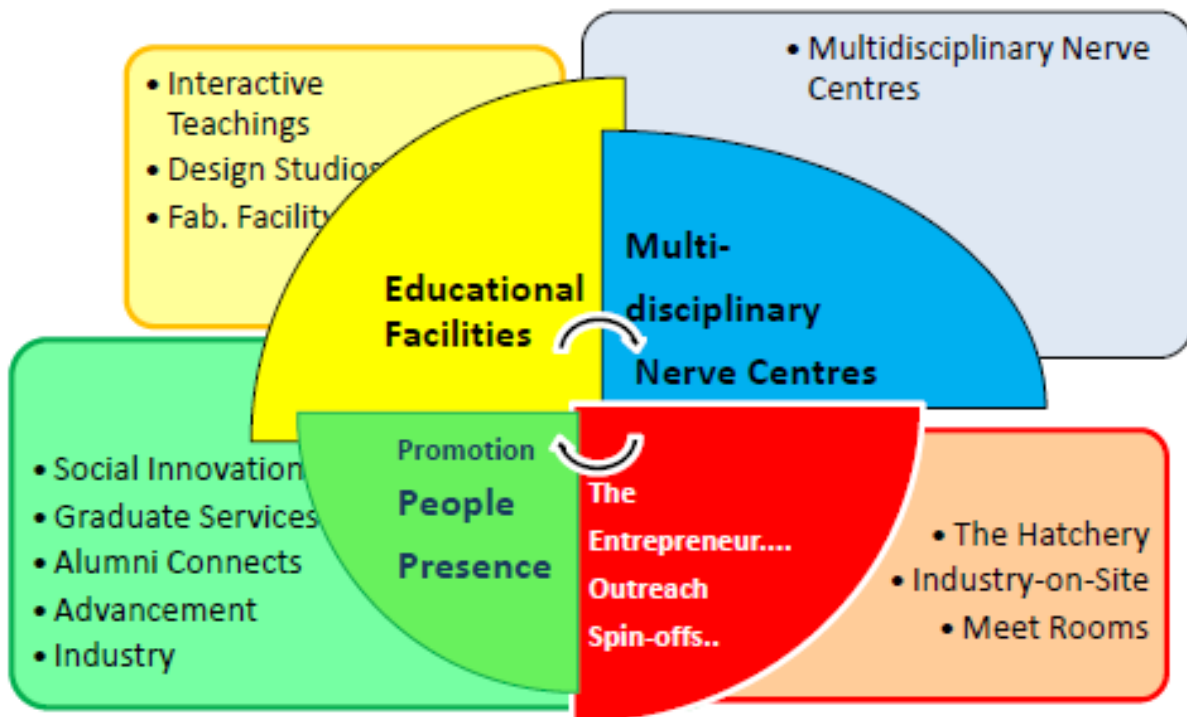 • Interactive
Teachings
• Design Studios
• Fab. Facility
• Multidisciplinary Nerve
Centres
Educational
Facilities
Multi-
disciplinary
Nerve Centres
• Social Innovation
• Graduate Services
• Alumni Connects
• Advancement
• Industry
Promotion
People
Presence
The
Entrepreneur....
Outreach
Spin-offs..
• The Hatchery
• Industry-on-Site
• Meet Rooms